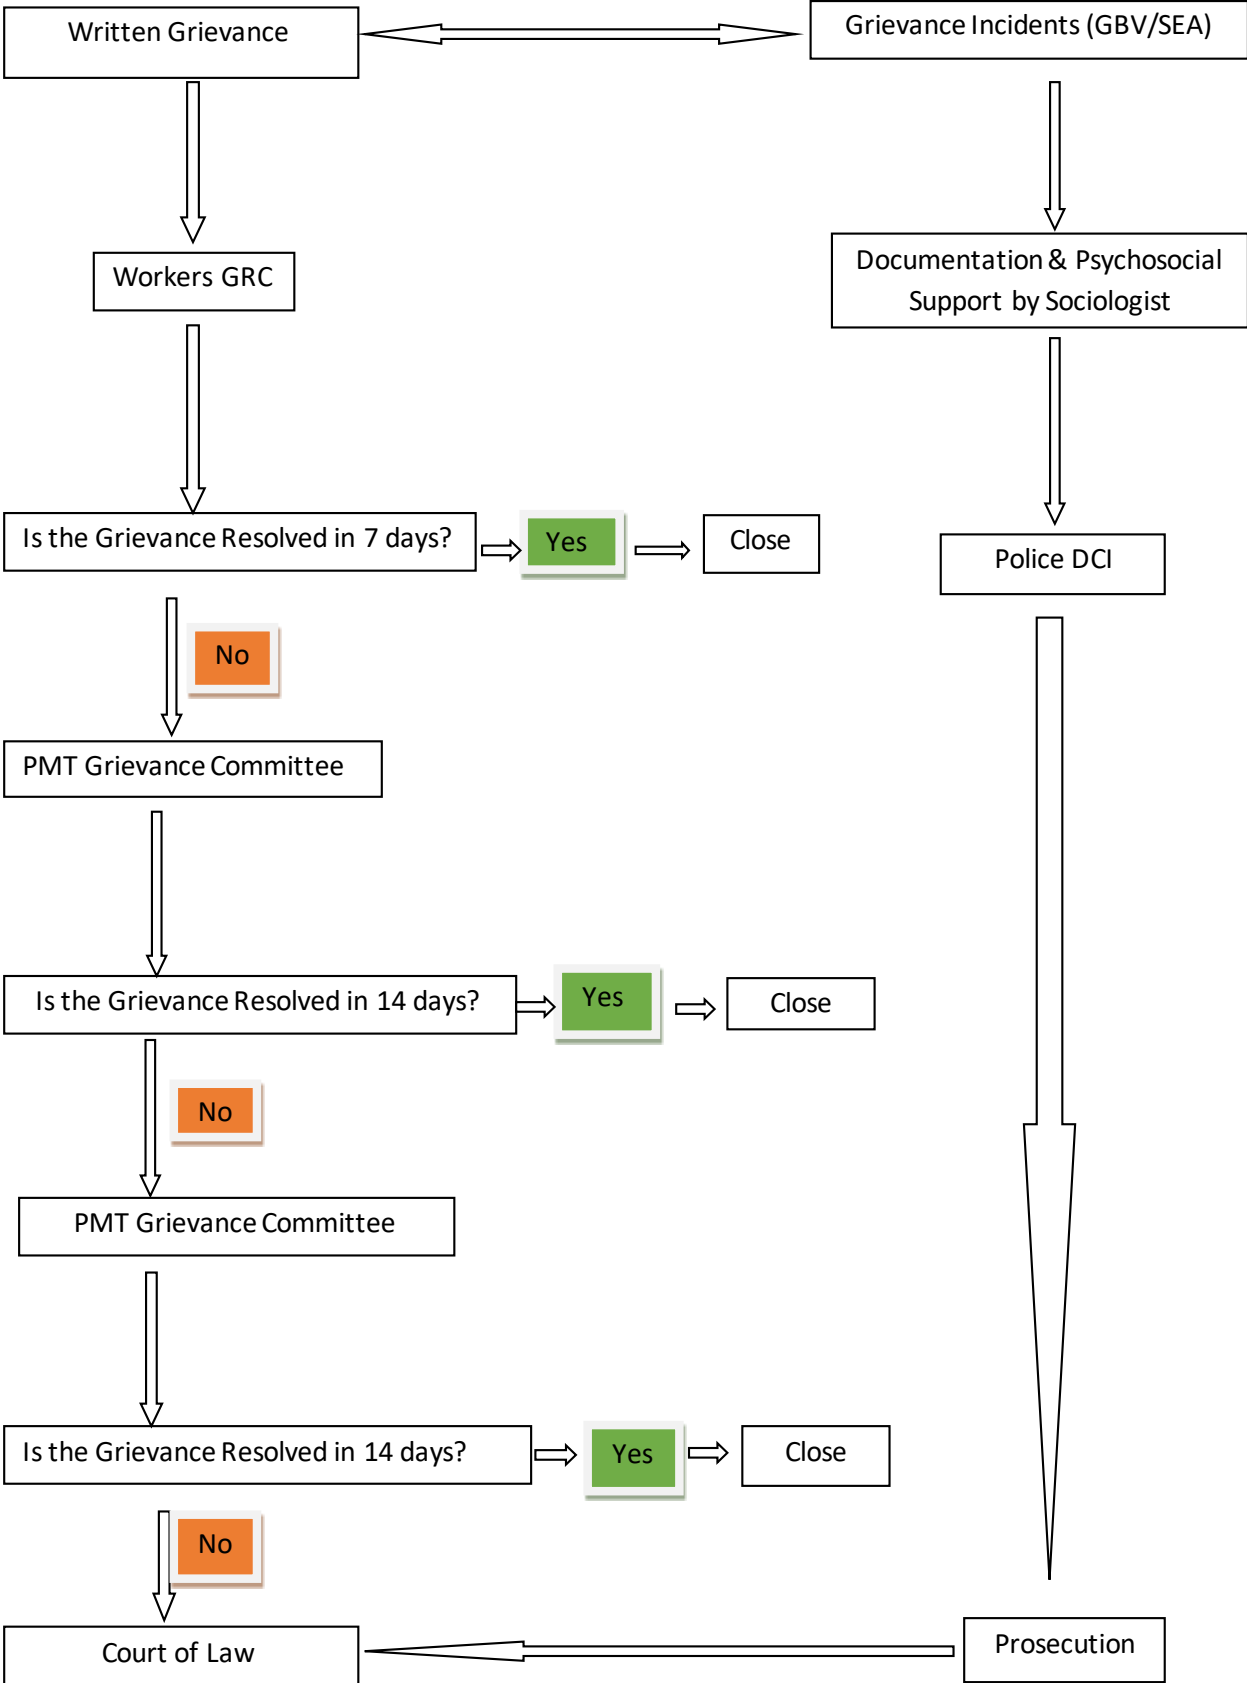 Written Grievance
Grievance Incidents (GBV/SEA)
Workers GRC
Documentation & Psychosocial
Support by Sociologist
Is the Grievance Resolved in 7 days?
Yes
Close
Police DCI
No
PMT Grievance Committee
Is the Grievance Resolved in 14 days?
Yes
Close
No
PMT Grievance Committee
Is the Grievance Resolved in 14 days?
Yes
Close
No
Court of Law
Prosecution